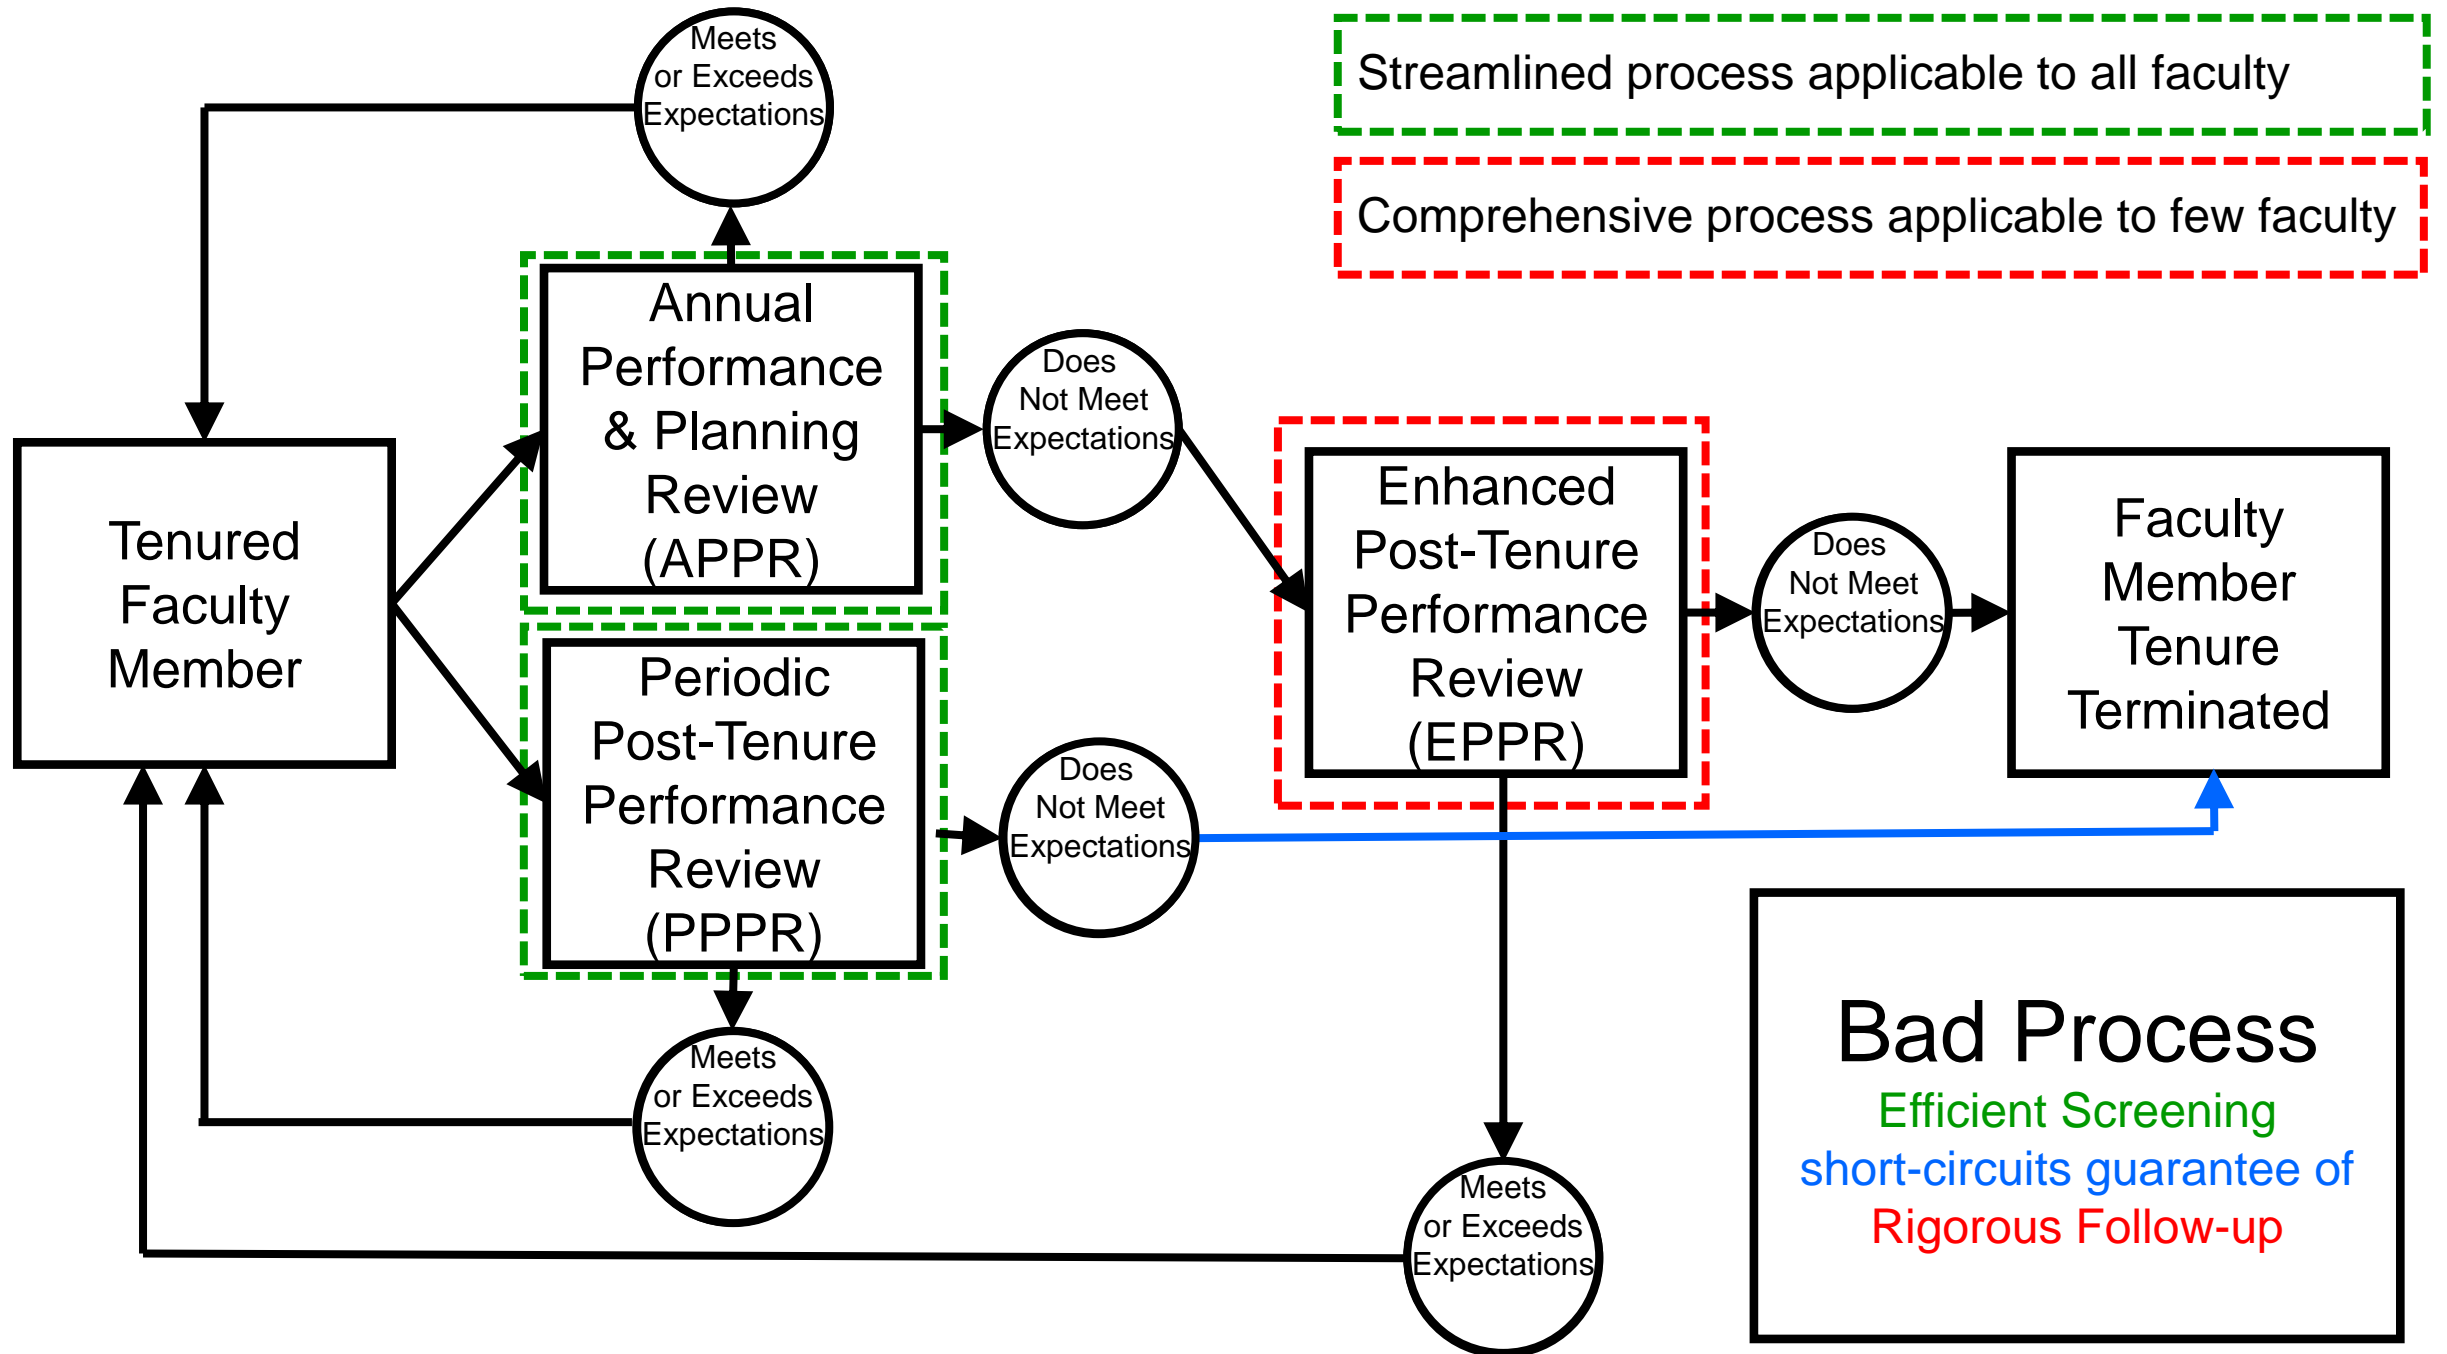 Meets
or Exceeds
Expectations
Streamlined process applicable to all faculty
Comprehensive process applicable to few faculty
Annual
Performance
& Planning
Review
(APPR)
Does
Not Meet
Expectations
Tenured
Faculty
Member
Enhanced
Post-Tenure
Performance
Review
(EPPR)
Does
Not Meet
Expectations
Faculty
Member
Tenure
Terminated
Periodic
Post-Tenure
Performance
Review
(PPPR)
Does
Not Meet
Expectations
Meets
or Exceeds
Expectations
Meets
or Exceeds
Expectations
Bad Process
Efficient Screening
short-circuits guarantee of
Rigorous Follow-up